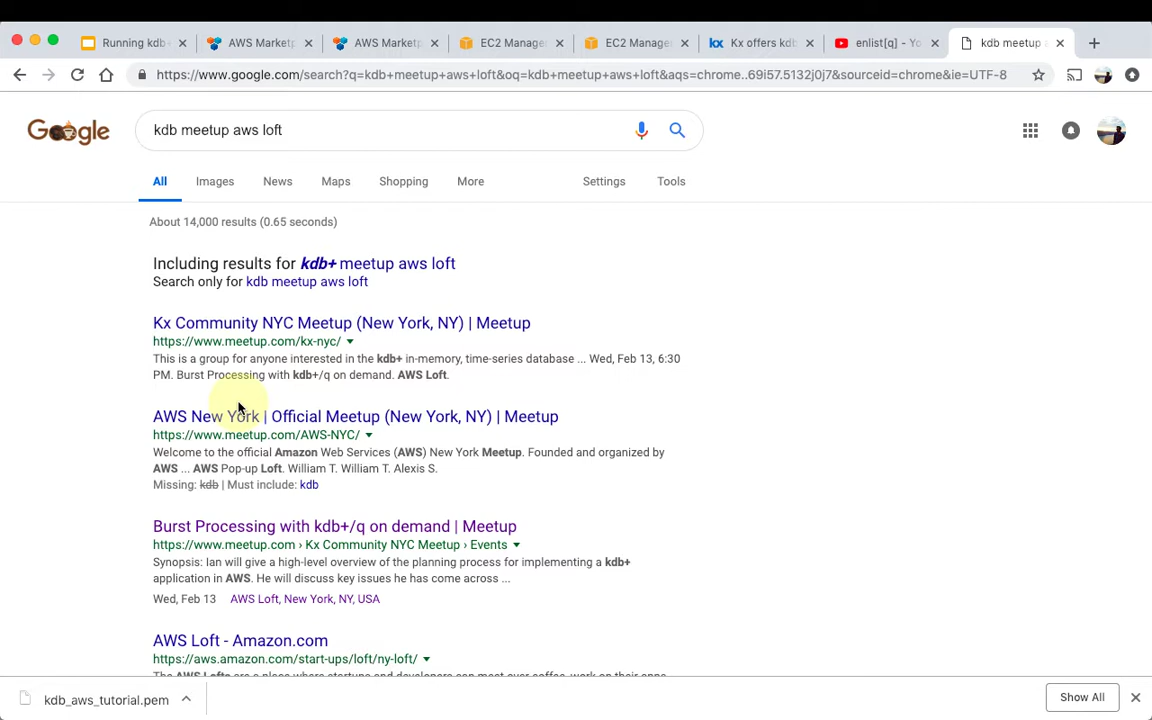 Running kdb
AWS Marketp
AWS Marketp
EC2 Manage
EC2 Manage
kx Kx offers kdb
enlist[q] - Yo
kdb meetup a
https://www.google.com/search?q=kdb+meetup+aws+loft&oq=kdb+meetup+aws+loft&aqs=chrome..69i57.5132j0j7&sourceid=chrome&ie=UTF-8
Google
kdb meetup aws loft
All Images News Maps Shopping More Settings Tools
About 14,000 results (0.65 seconds)
Including results for kdb+ meetup aws loft
Search only for kdb meetup aws loft
Kx Community NYC Meetup (New York, NY) | Meetup
https://www.meetup.com/kx-nyc/
This is a group for anyone interested in the kdb+ in-memory, time-series database ... Wed, Feb 13, 6:30
PM. Burst Processing with kdb+/q on demand. AWS Loft.
AWS New York | Official Meetup (New York, NY) | Meetup
https://www.meetup.com/AWS-NYC/
Welcome to the official Amazon Web Services (AWS) New York Meetup. Founded and organized by
AWS ... AWS Pop-up Loft. William T. William T. Alexis S.
Missing: kdb | Must include: kdb
Burst Processing with kdb+/q on demand | Meetup
https://www.meetup.com › Kx Community NYC Meetup › Events
Synopsis: Ian will give a high-level overview of the planning process for implementing a kdb+
application in AWS. He will discuss key issues he has come across ...
Wed, Feb 13 AWS Loft, New York, NY, USA
AWS Loft - Amazon.com
https://aws.amazon.com/start-ups/loft/ny-loft/
The AWS Lofts are a place where startups and developers can meet over coffee, work on their apps
kdb_aws_tutorial.pem
Show All